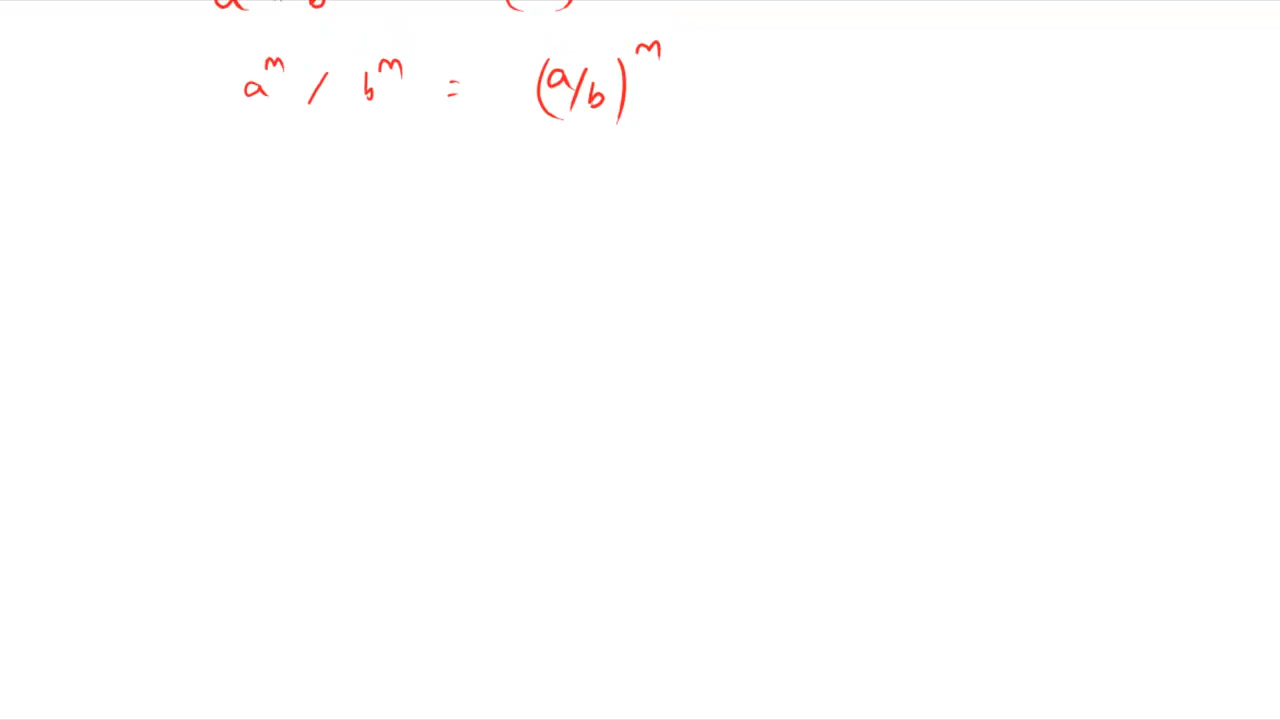 a^m / b^m = (a/b)^m